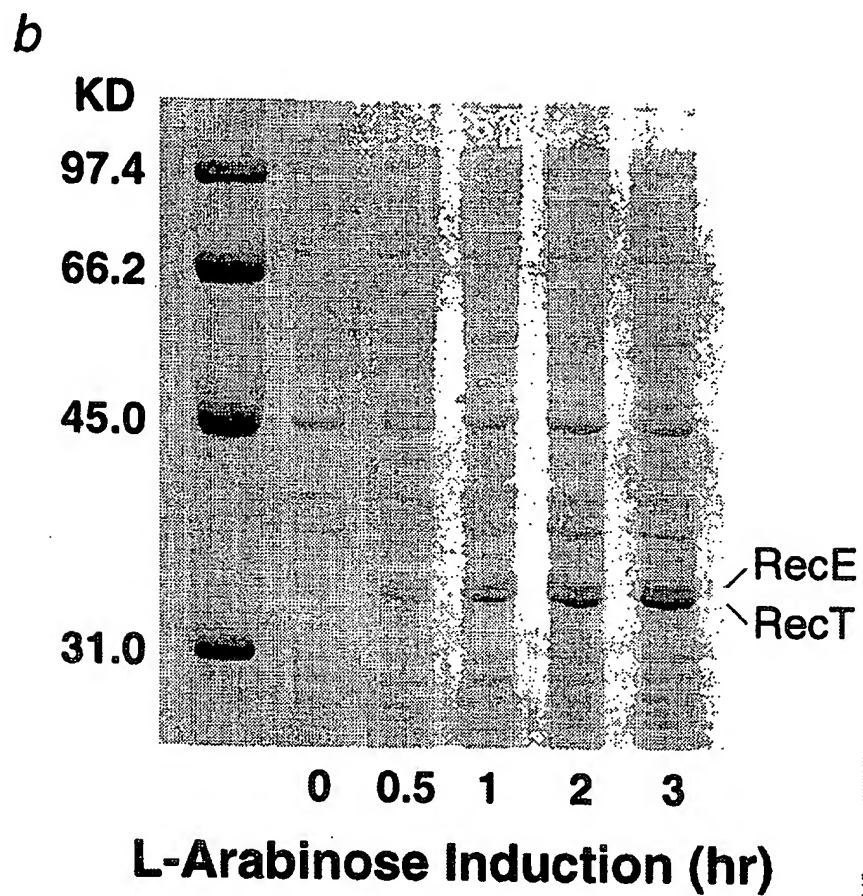 b
KD
97.4
66.2
45.0
31.0
RecE
RecT
0 0.5 1 2 3
L-Arabinose Induction (hr)